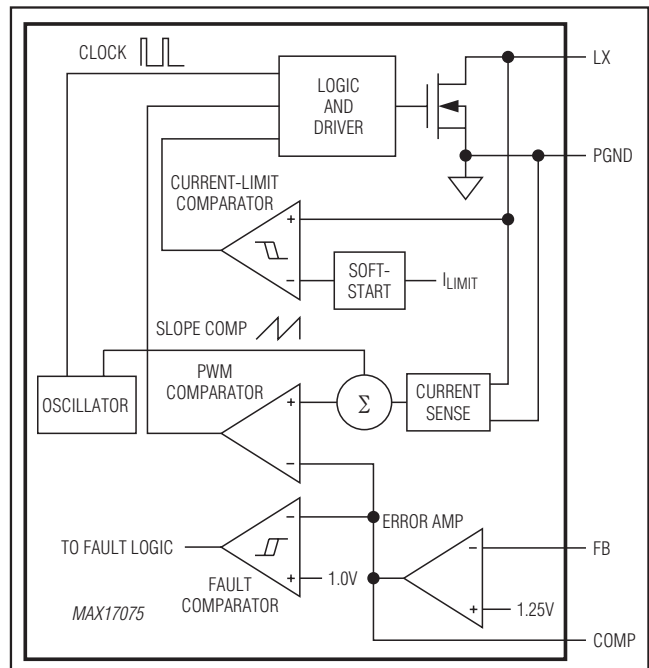 CLOCK
LX
LOGIC
AND
DRIVER
PGND
CURRENT-LIMIT
COMPARATOR
+
−
SOFT-
START
ILIMIT
SLOPE COMP
PWM
COMPARATOR
OSCILLATOR
+
−
Σ
CURRENT
SENSE
−
ERROR AMP
TO FAULT LOGIC
+
1.0V
FAULT
COMPARATOR
−
FB
+
1.25V
MAX17075
COMP